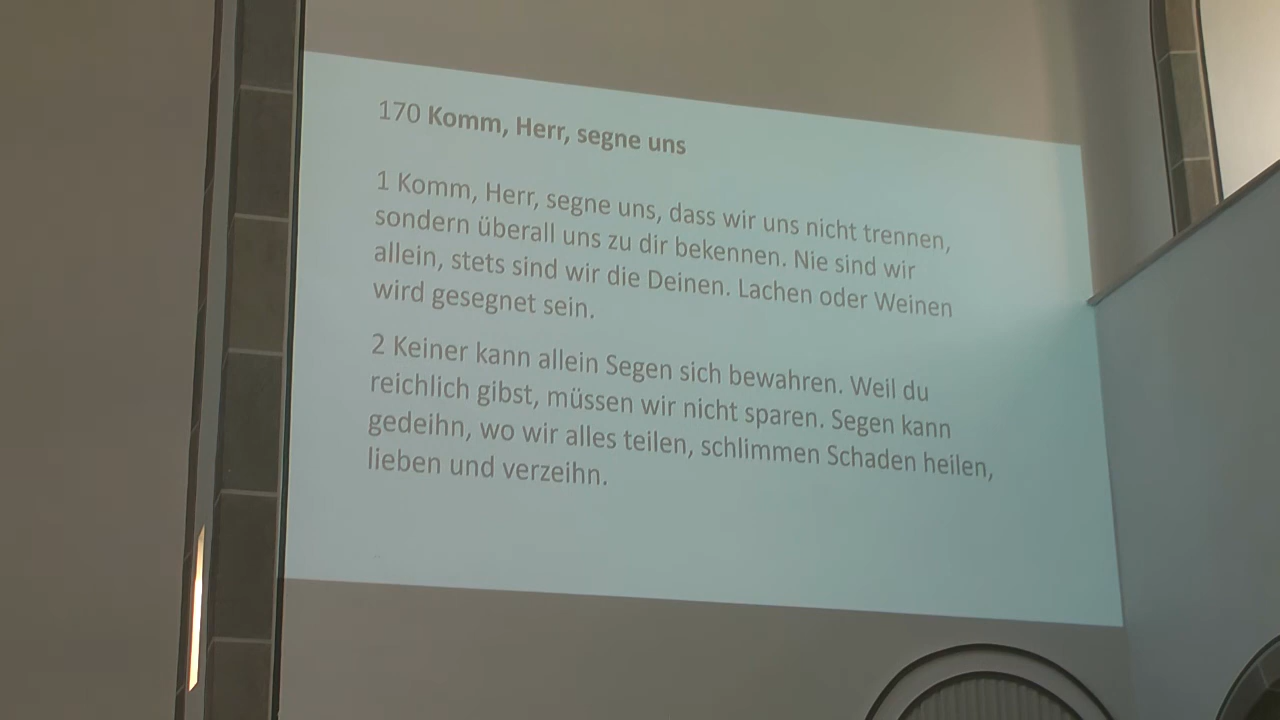 170 Komm, Herr, segne uns
1 Komm, Herr, segne uns, dass wir uns nicht trennen,
sondern überall uns zu dir bekennen. Nie sind wir
allein, stets sind wir die Deinen. Lachen oder Weinen
wird gesegnet sein.
2 Keiner kann allein Segen sich bewahren. Weil du
reichlich gibst, müssen wir nicht sparen. Segen kann
gedeihn, wo wir alles teilen, schlimmen Schaden heilen,
lieben und verzeihn.